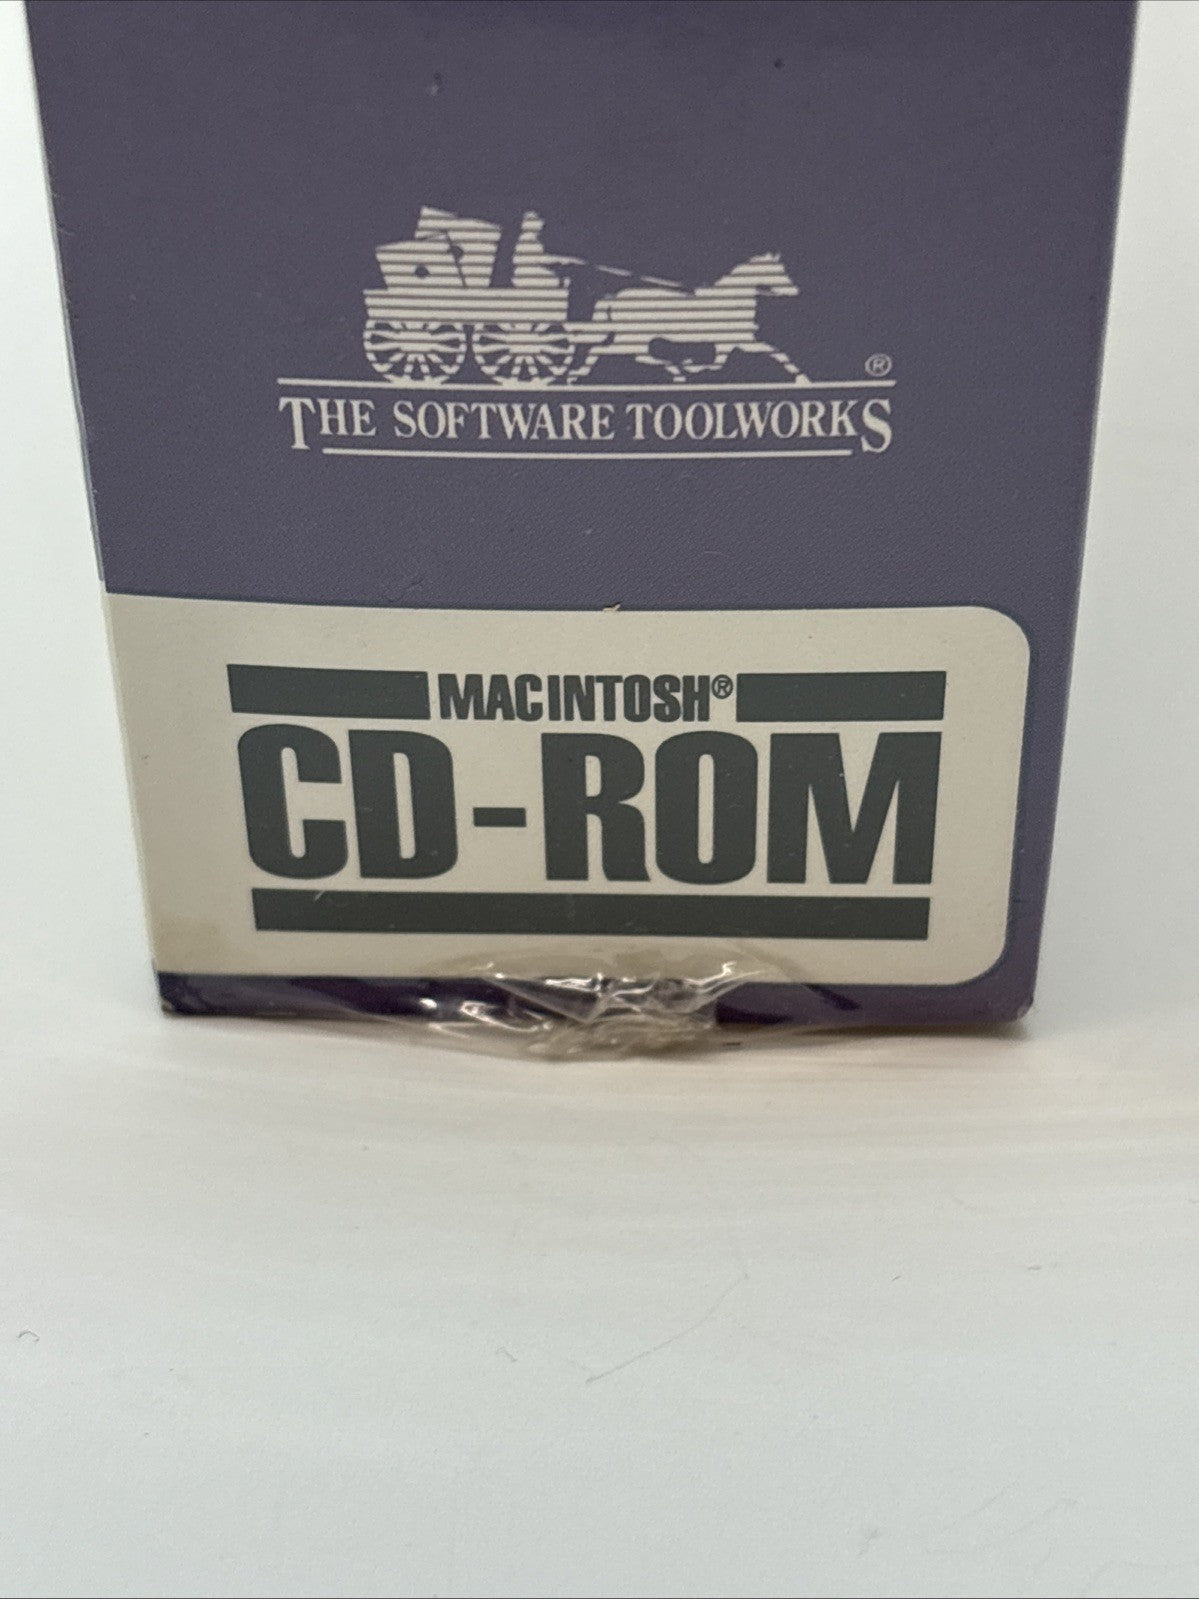 ®
THE SOFTWARE TOOLWORKS
MACINTOSH®
CD-ROM